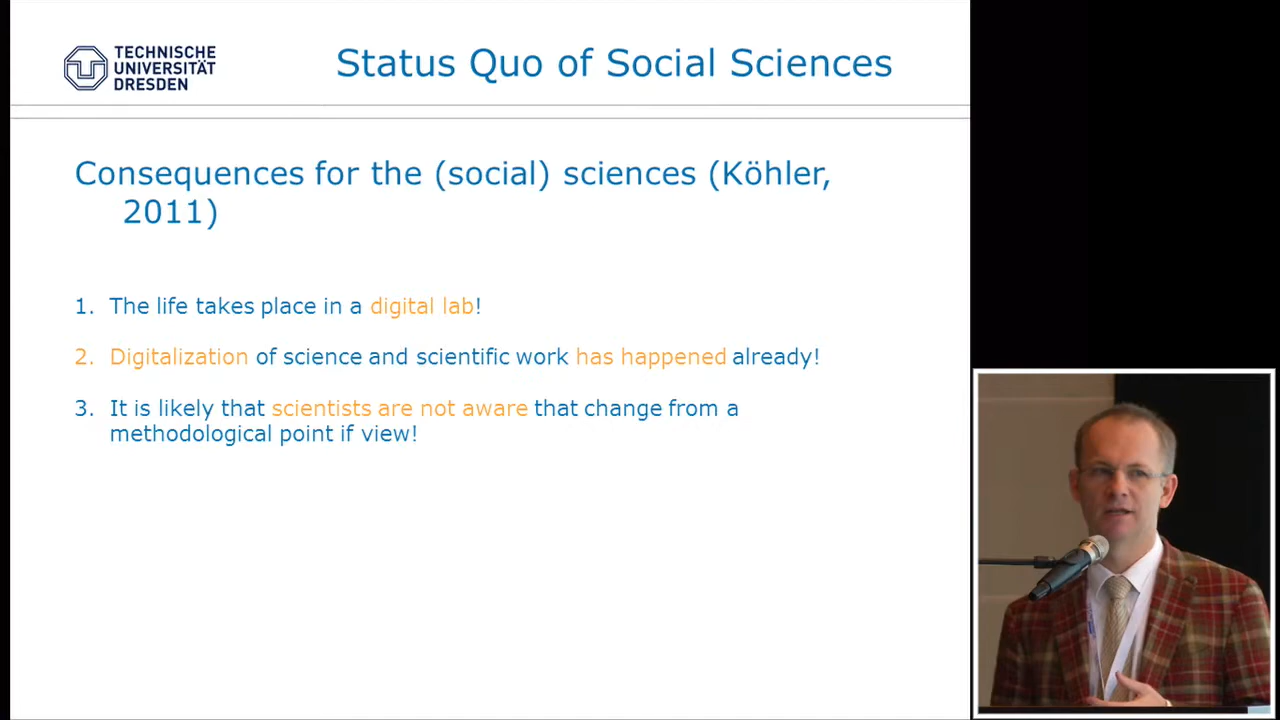 TECHNISCHE
UNIVERSITÄT
DRESDEN
Status Quo of Social Sciences
Consequences for the (social) sciences (Köhler,
2011)
1. The life takes place in a digital lab!
2. Digitalization of science and scientific work has happened already!
3. It is likely that scientists are not aware that change from a
methodological point if view!